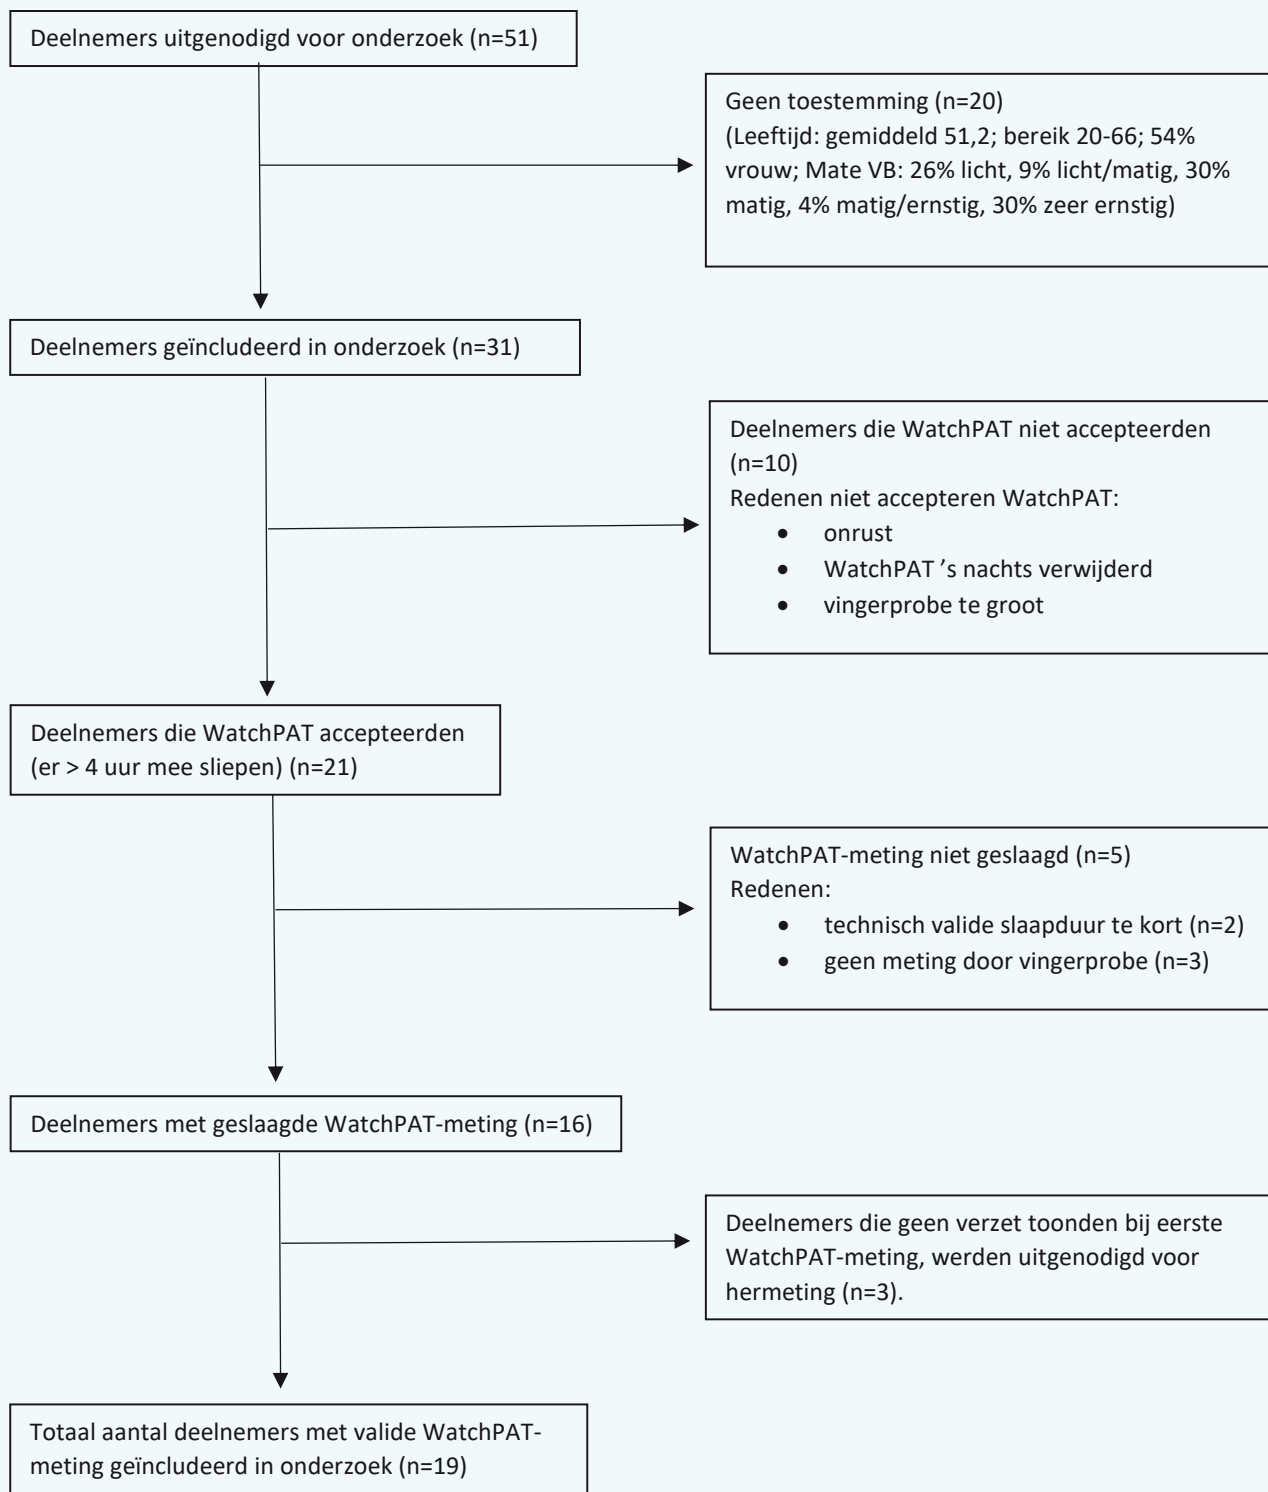 Deelnemers uitgenodigd voor onderzoek (n=51)
Geen toestemming (n=20)
(Leeftijd: gemiddeld 51,2; bereik 20-66; 54%
vrouw; Mate VB: 26% licht, 9% licht/matig, 30%
matig, 4% matig/ernstig, 30% zeer ernstig)
Deelnemers geïncludeerd in onderzoek (n=31)
Deelnemers die WatchPAT niet accepteerden
(n=10)
Redenen niet accepteren WatchPAT:
• onrust
• WatchPAT ’s nachts verwijderd
• vingerprobe te groot
Deelnemers die WatchPAT accepteerden
(er > 4 uur mee sliepen) (n=21)
WatchPAT-meting niet geslaagd (n=5)
Redenen:
• technisch valide slaapduur te kort (n=2)
• geen meting door vingerprobe (n=3)
Deelnemers met geslaagde WatchPAT-meting (n=16)
Deelnemers die geen verzet toonden bij eerste
WatchPAT-meting, werden uitgenodigd voor
hermeting (n=3).
Totaal aantal deelnemers met valide WatchPAT-
meting geïncludeerd in onderzoek (n=19)